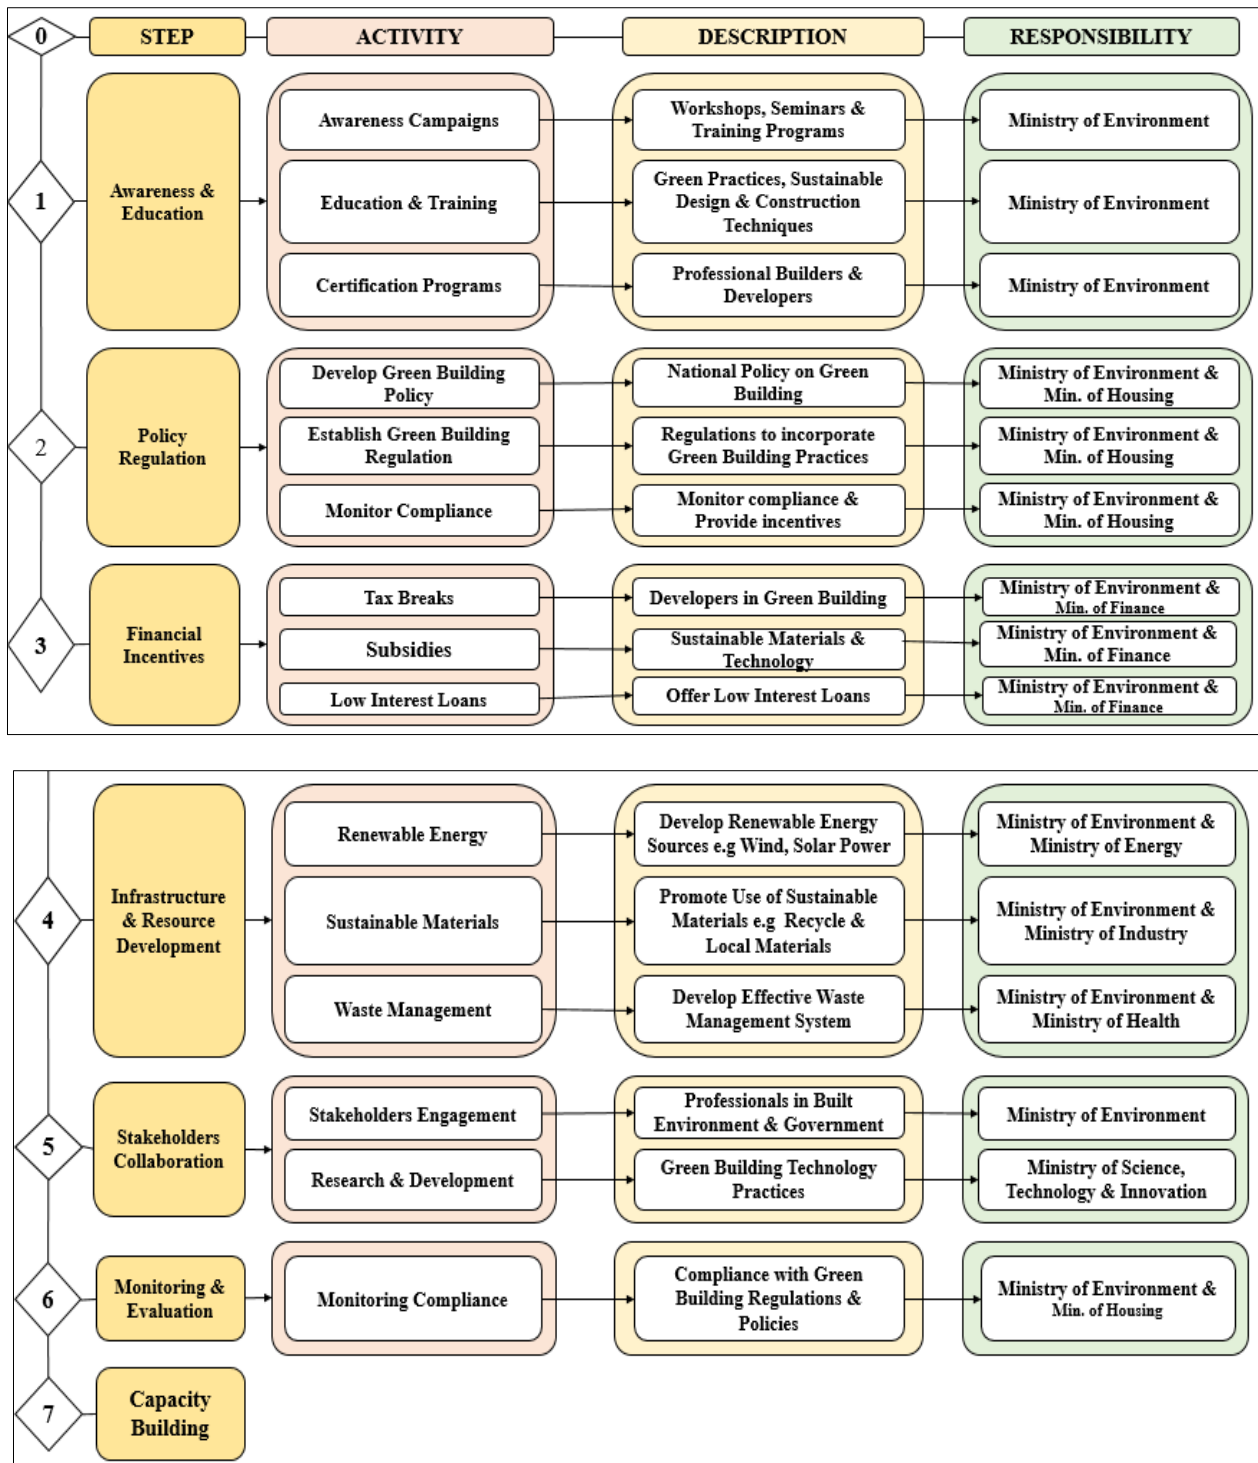 0
STEP
ACTIVITY
DESCRIPTION
RESPONSIBILITY
1
Awareness &
Education
Awareness Campaigns
Workshops, Seminars &
Training Programs
Ministry of Environment
Education & Training
Green Practices, Sustainable
Design & Construction
Techniques
Ministry of Environment
Certification Programs
Professional Builders &
Developers
Ministry of Environment
2
Policy
Regulation
Develop Green Building
Policy
National Policy on Green
Building
Ministry of Environment &
Min. of Housing
Establish Green Building
Regulation
Regulations to incorporate
Green Building Practices
Ministry of Environment &
Min. of Housing
Monitor Compliance
Monitor compliance &
Provide incentives
Ministry of Environment &
Min. of Housing
3
Financial
Incentives
Tax Breaks
Developers in Green Building
Ministry of Environment &
Min. of Finance
Subsidies
Sustainable Materials &
Technology
Ministry of Environment &
Min. of Finance
Low Interest Loans
Offer Low Interest Loans
Ministry of Environment &
Min. of Finance
4
Infrastructure
& Resource
Development
Renewable Energy
Develop Renewable Energy
Sources e.g Wind, Solar Power
Ministry of Environment &
Ministry of Energy
Sustainable Materials
Promote Use of Sustainable
Materials e.g Recycle &
Local Materials
Ministry of Environment &
Ministry of Industry
Waste Management
Develop Effective Waste
Management System
Ministry of Environment &
Ministry of Health
5
Stakeholders
Collaboration
Stakeholders Engagement
Professionals in Built
Environment & Government
Ministry of Environment
Research & Development
Green Building Technology
Practices
Ministry of Science,
Technology & Innovation
6
Monitoring &
Evaluation
Monitoring Compliance
Compliance with Green
Building Regulations &
Policies
Ministry of Environment &
Min. of Housing
7
Capacity
Building